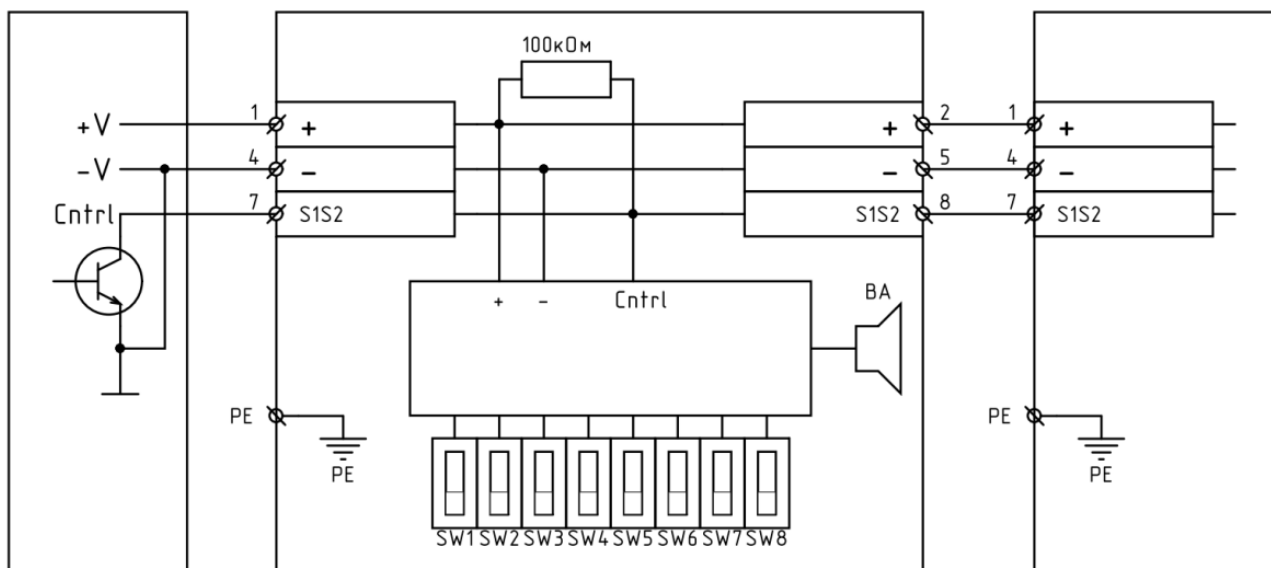 100кОм
+V 1 + + 2 1 +
-V 4 - - 5 4 -
Cntrl 7 S1S2 S1S2 8 7 S1S2
+ - Cntrl BA
PE PE
PE PE
SW1 SW2 SW3 SW4 SW5 SW6 SW7 SW8